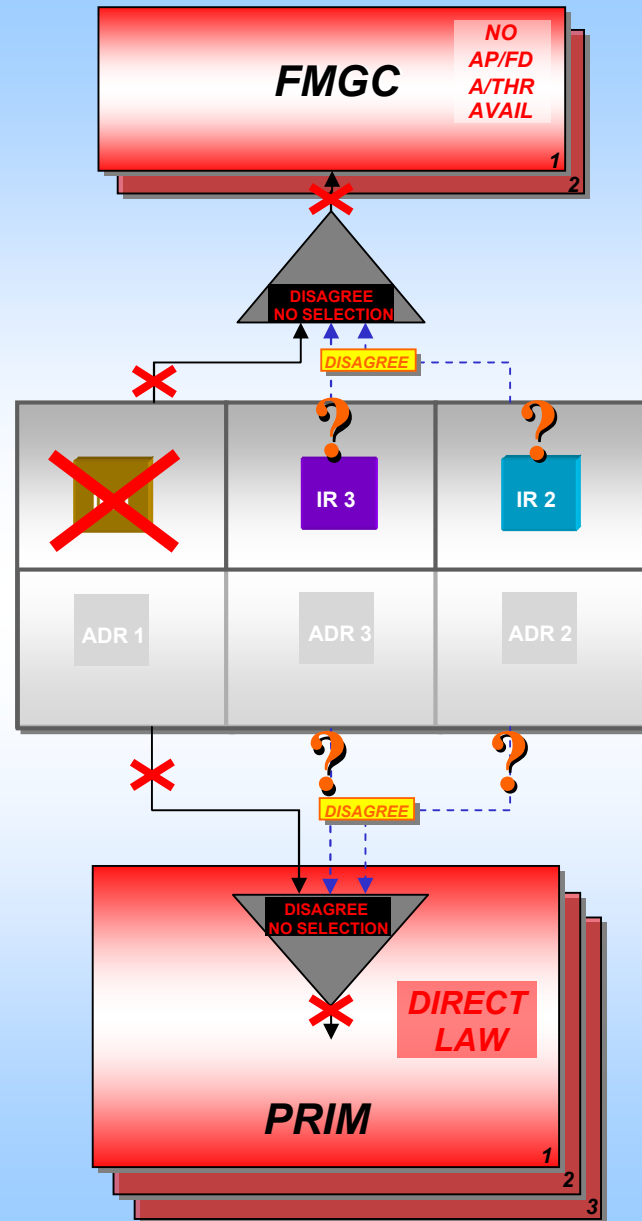 FMGC
NO
AP/FD
A/THR
AVAIL
1
2
DISAGREE
NO SELECTION
DISAGREE
?
?
IR 3
IR 2
ADR 1
ADR 3
ADR 2
?
?
DISAGREE
DISAGREE
NO SELECTION
DIRECT
LAW
PRIM
1
2
3